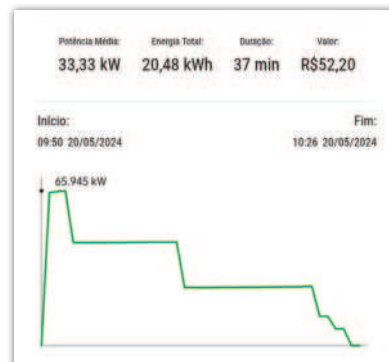 Potência Média: Energia Total: Duração: Valor:
33,33 kW 20,48 kWh 37 min R$52,20
Início: Fim:
09:50 20/05/2024 10:26 20/05/2024
65.945 kW